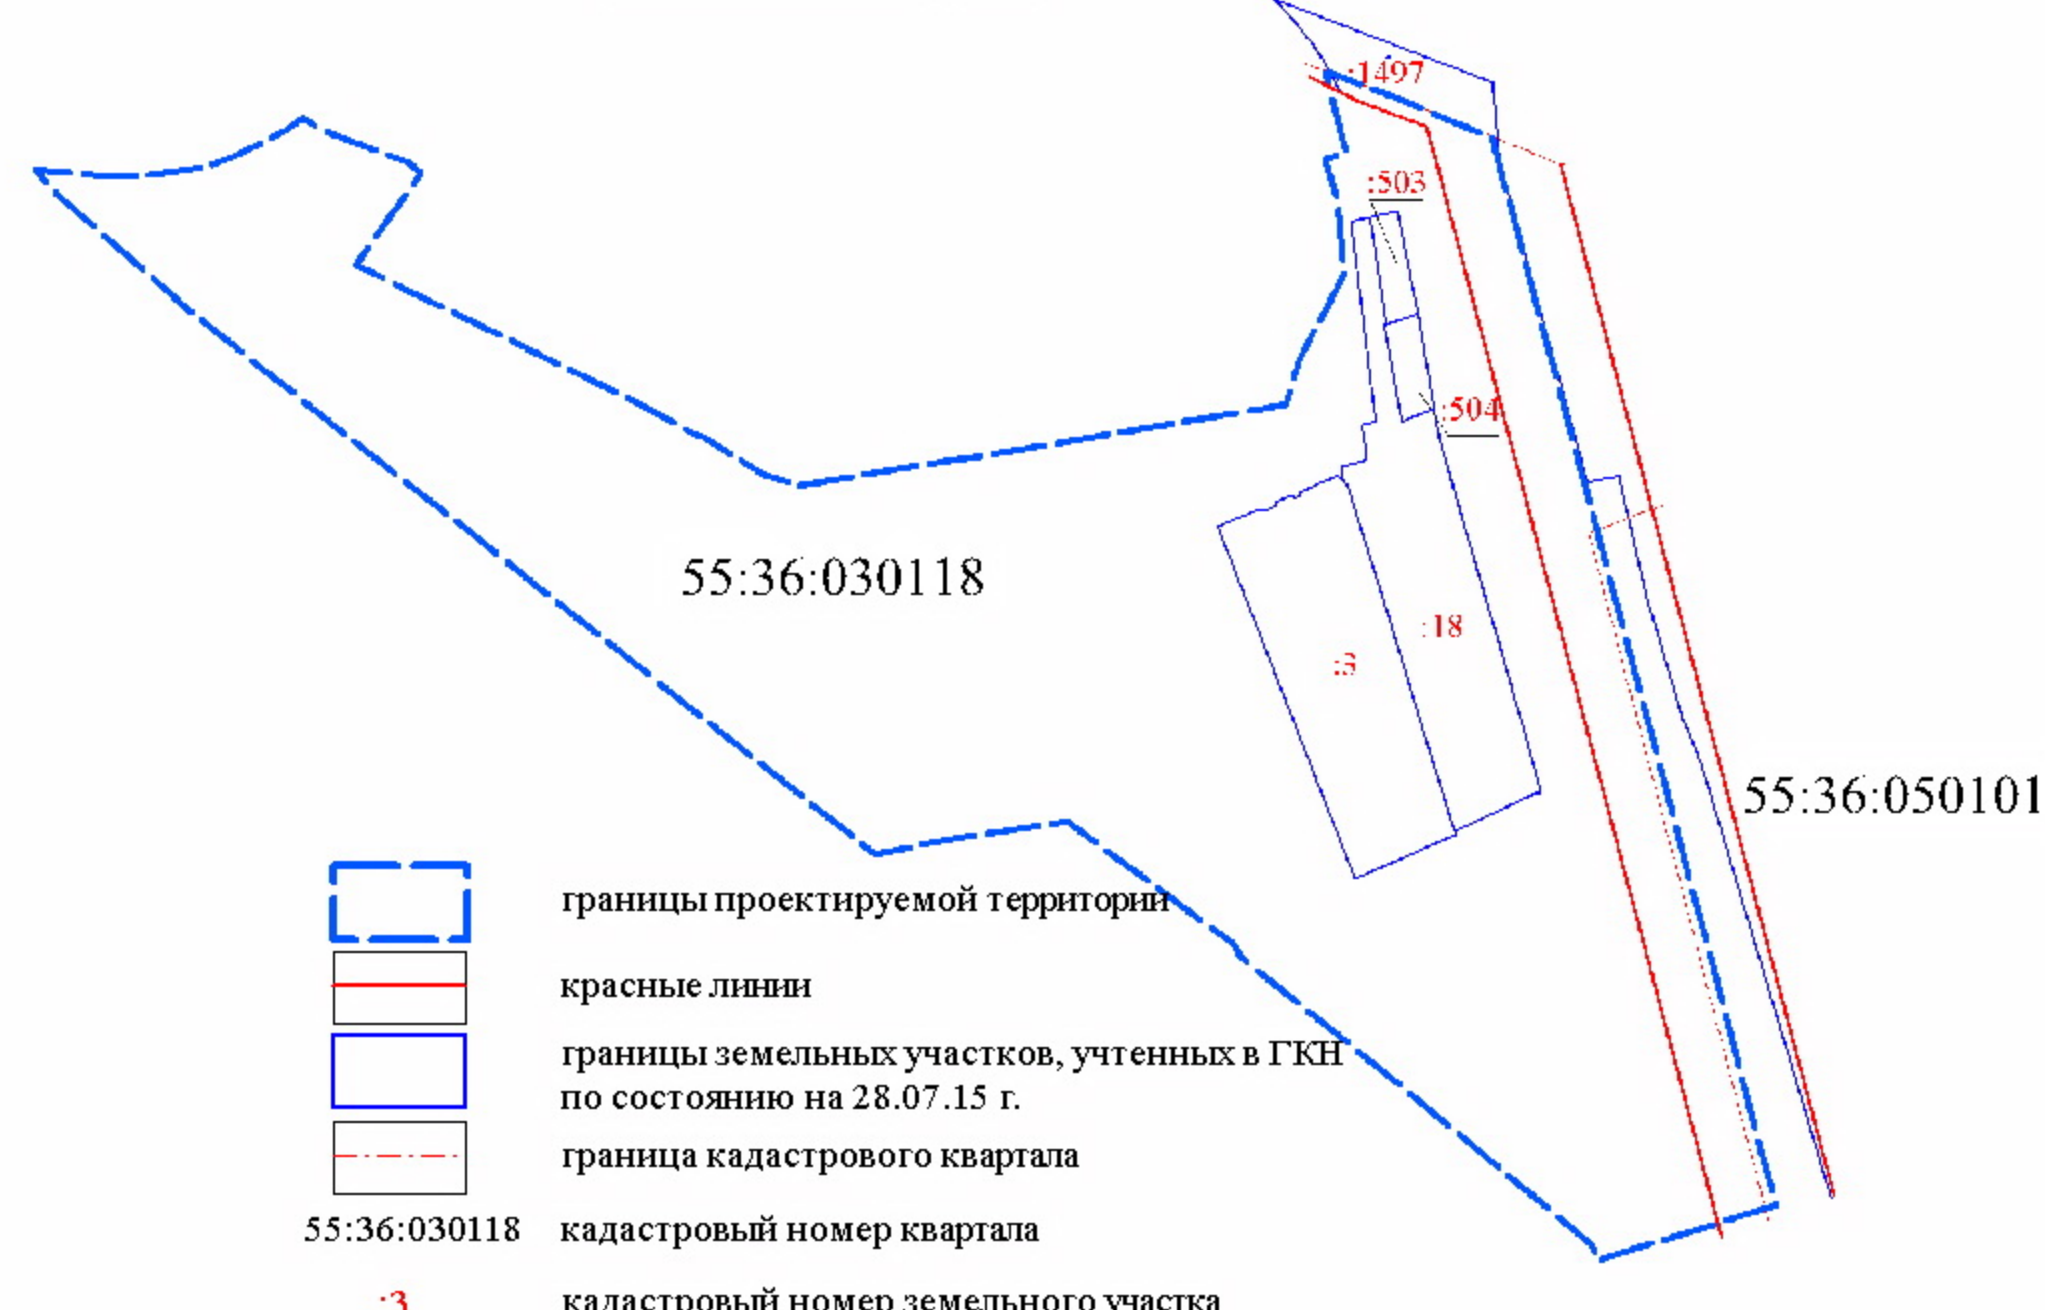 :1497
:503
:504
55:36:030118
:18
:3
55:36:050101
границы проектируемой территории
красные линии
границы земельных участков, учтенных в ГКН
по состоянию на 28.07.15 г.
граница кадастрового квартала
55:36:030118 кадастровый номер квартала
:3 кадастровый номер земельного участка